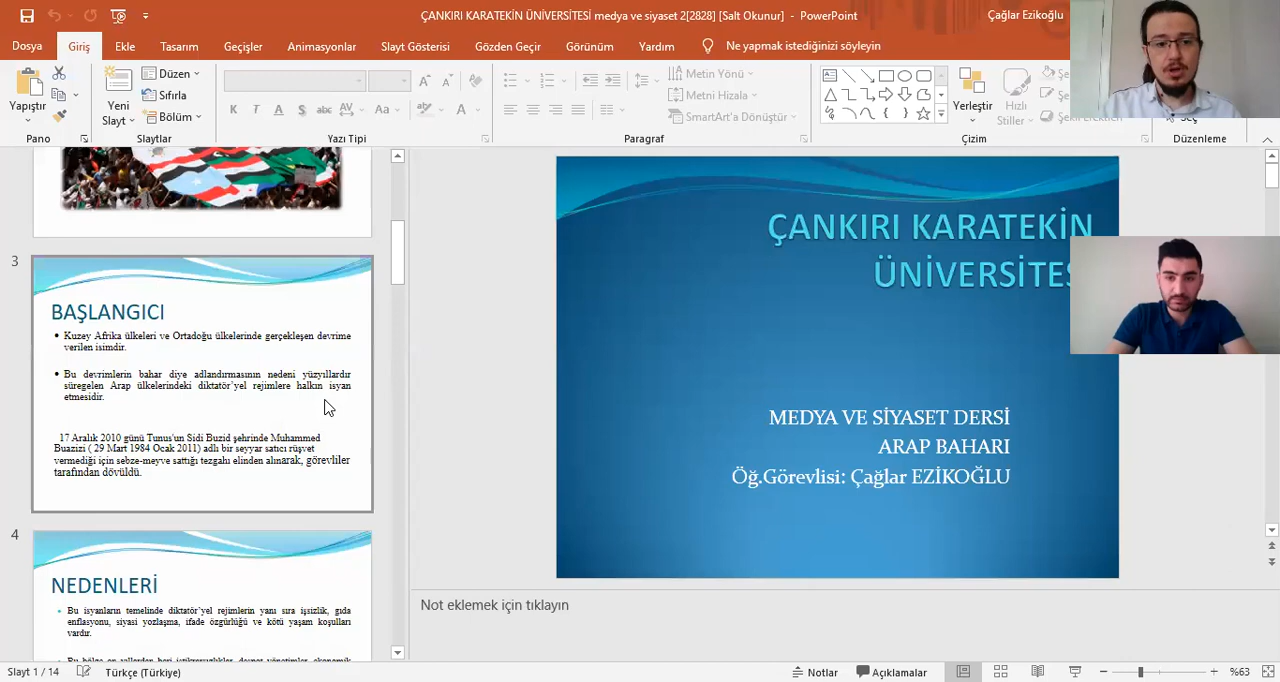 ÇANKIRI KARATEKİN ÜNİVERSİTESİ medya ve siyaset 2[2828] [Salt Okunur] - PowerPoint
Çağlar Ezikoğlu
Dosya Giriş Ekle Tasarım Geçişler Animasyonlar Slayt Gösterisi Gözden Geçir Görünüm Yardım Ne yapmak istediğinizi söyleyin
Yapıştır
Yeni
Slayt
Düzen
Sıfırla
Bölüm
K T A S abc AV Aa A
Metin Yönü
Metni Hizala
SmartArt'a Dönüştür
Yerleştir
Hızlı
Stiller
Pano Slaytlar Yazı Tipi Paragraf Çizim Düzenleme
3
BAŞLANGICI
• Kuzey Afrika ülkeleri ve Ortadoğu ülkelerinde gerçekleşen devrime
verilen isimdir.
• Bu devrimlerin bahar diye adlandırmasının nedeni yüzyıllardır
süregelen Arap ülkelerindeki diktatör'yel rejimlere halkın isyan
etmesidir.
17 Aralık 2010 günü Tunus'un Sidi Buzid şehrinde Muhammed
Buazizi ( 29 Mart 1984 Ocak 2011) adlı bir seyyar satıcı rüşvet
vermediği için sebze-meyve sattığı tezgahı elinden alınarak, görevliler
tarafından dövüldü.
4
NEDENLERİ
• Bu isyanların temelinde diktatör'yel rejimlerin yanı sıra işsizlik, gıda
enflasyonu, siyasi yozlaşma, ifade özgürlüğü ve kötü yaşam koşulları
vardır.
ÇANKIRI KARATEKİN
ÜNİVERSİTES
MEDYA VE SİYASET DERSİ
ARAP BAHARI
Öğ.Görevlisi: Çağlar EZİKOĞLU
Not eklemek için tıklayın
Slayt 1 / 14 Türkçe (Türkiye) Notlar Açıklamalar %63